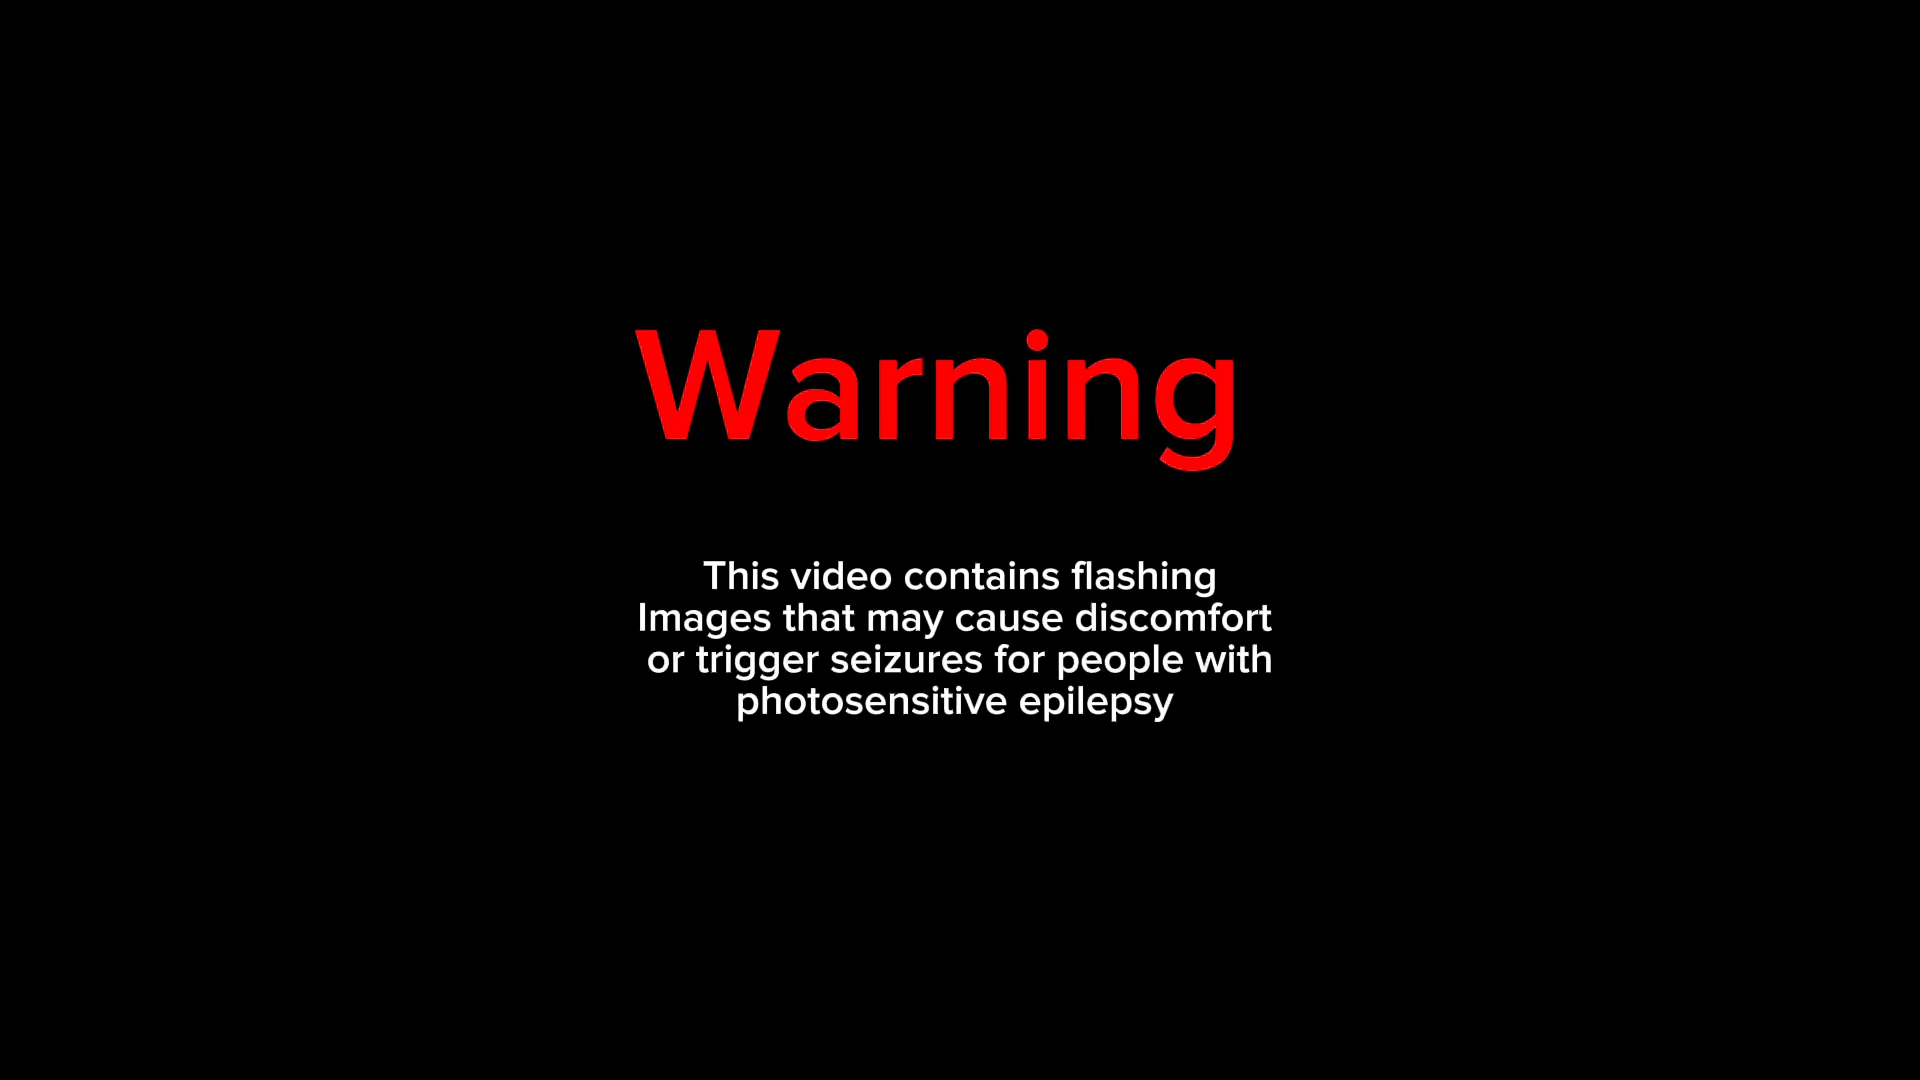 Warning
This video contains flashing
Images that may cause discomfort
or trigger seizures for people with
photosensitive epilepsy